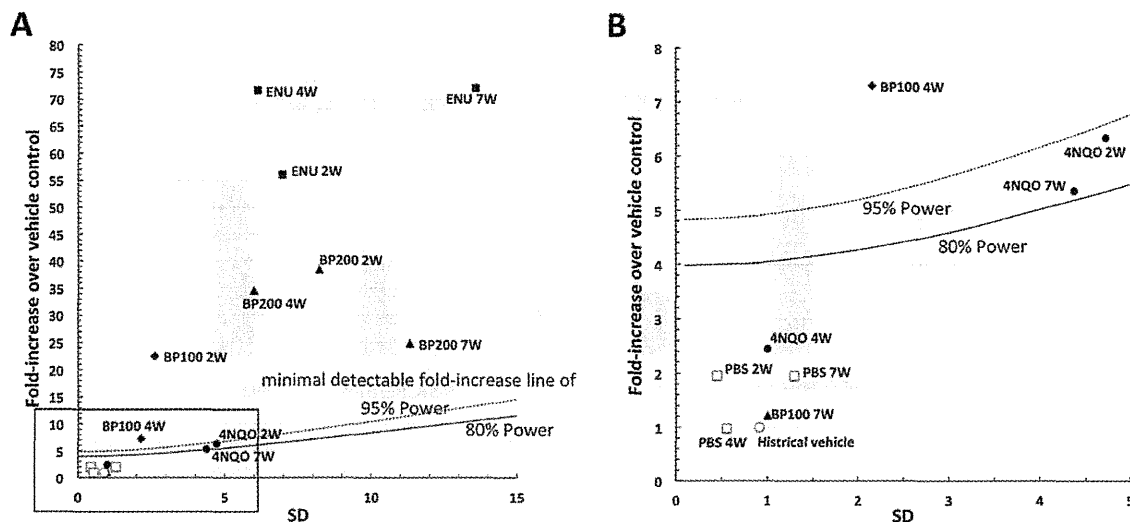 A
B
Fold-increase over vehicle control
80
75
70
65
60
55
50
45
40
35
30
25
20
15
10
5
0
ENU 4W
ENU 7W
ENU 2W
BP200 2W
BP200 4W
BP200 7W
BP100 2W
minimal detectable fold-increase line of
95% Power
80% Power
BP100 4W
4NQO 2W
4NQO 7W
0
5
10
15
SD
Fold-increase over vehicle control
8
7
6
5
4
3
2
1
0
BP100 4W
4NQO 2W
4NQO 7W
95% Power
80% Power
4NQO 4W
PBS 2W
PBS 7W
BP100 7W
PBS 4W
Histrical vehicle
0
1
2
3
4
5
SD